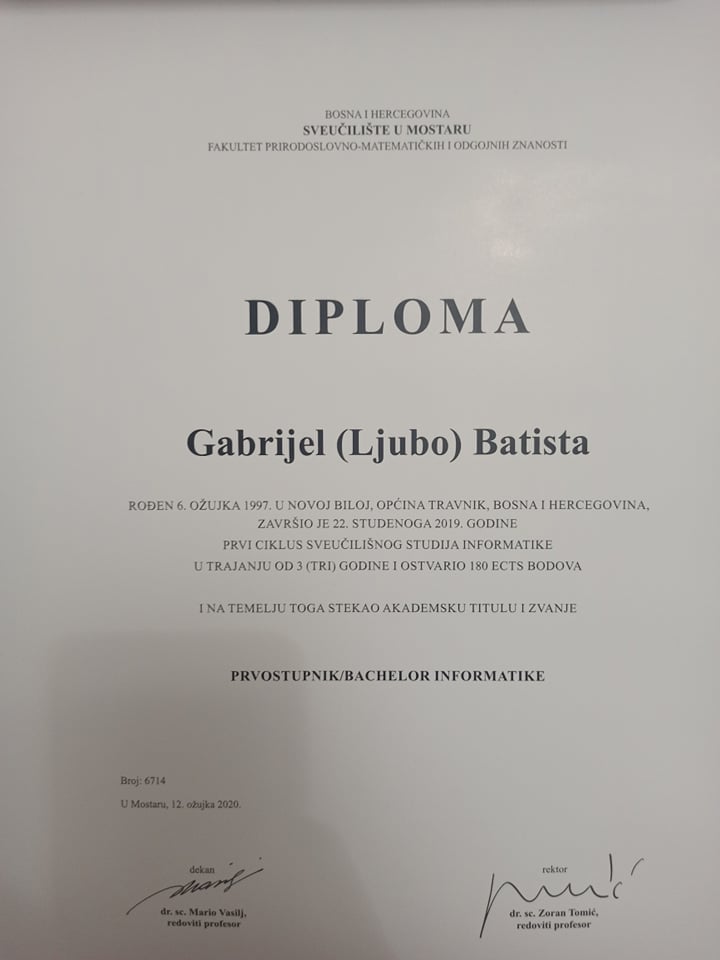 BOSNA I HERCEGOVINA
SVEUČILIŠTE U MOSTARU
FAKULTET PRIRODOSLOVNO-MATEMATIČKIH I ODGOJNIH ZNANOSTI
DIPLOMA
Gabrijel (Ljubo) Batista
ROĐEN 6. OŽUJKA 1997. U NOVOJ BILOJ, OPĆINA TRAVNIK, BOSNA I HERCEGOVINA,
ZAVRŠIO JE 22. STUDENOGA 2019. GODINE
PRVI CIKLUS SVEUČILIŠNOG STUDIJA INFORMATIKE
U TRAJANJU OD 3 (TRI) GODINE I OSTVARIO 180 ECTS BODOVA
I NA TEMELJU TOGA STEKAO AKADEMSKU TITULU I ZVANJE
PRVOSTUPNIK/BACHELOR INFORMATIKE
Broj: 6714
U Mostaru, 12. ožujka 2020.
dekan
dr. sc. Mario Vasilj,
redoviti profesor
rektor
dr. sc. Zoran Tomić,
redoviti profesor